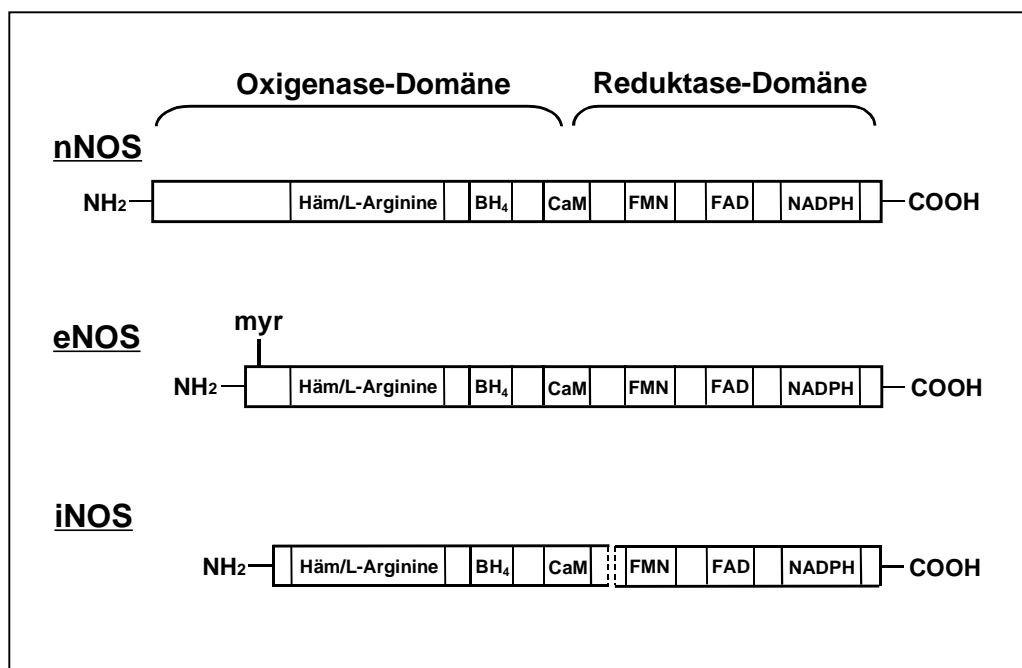 Oxigenase-Domäne Reduktase-Domäne
nNOS
NH₂ Häm/L-Arginine BH₄ CaM FMN FAD NADPH COOH
myr
eNOS
NH₂ Häm/L-Arginine BH₄ CaM FMN FAD NADPH COOH
iNOS
NH₂ Häm/L-Arginine BH₄ CaM FMN FAD NADPH COOH